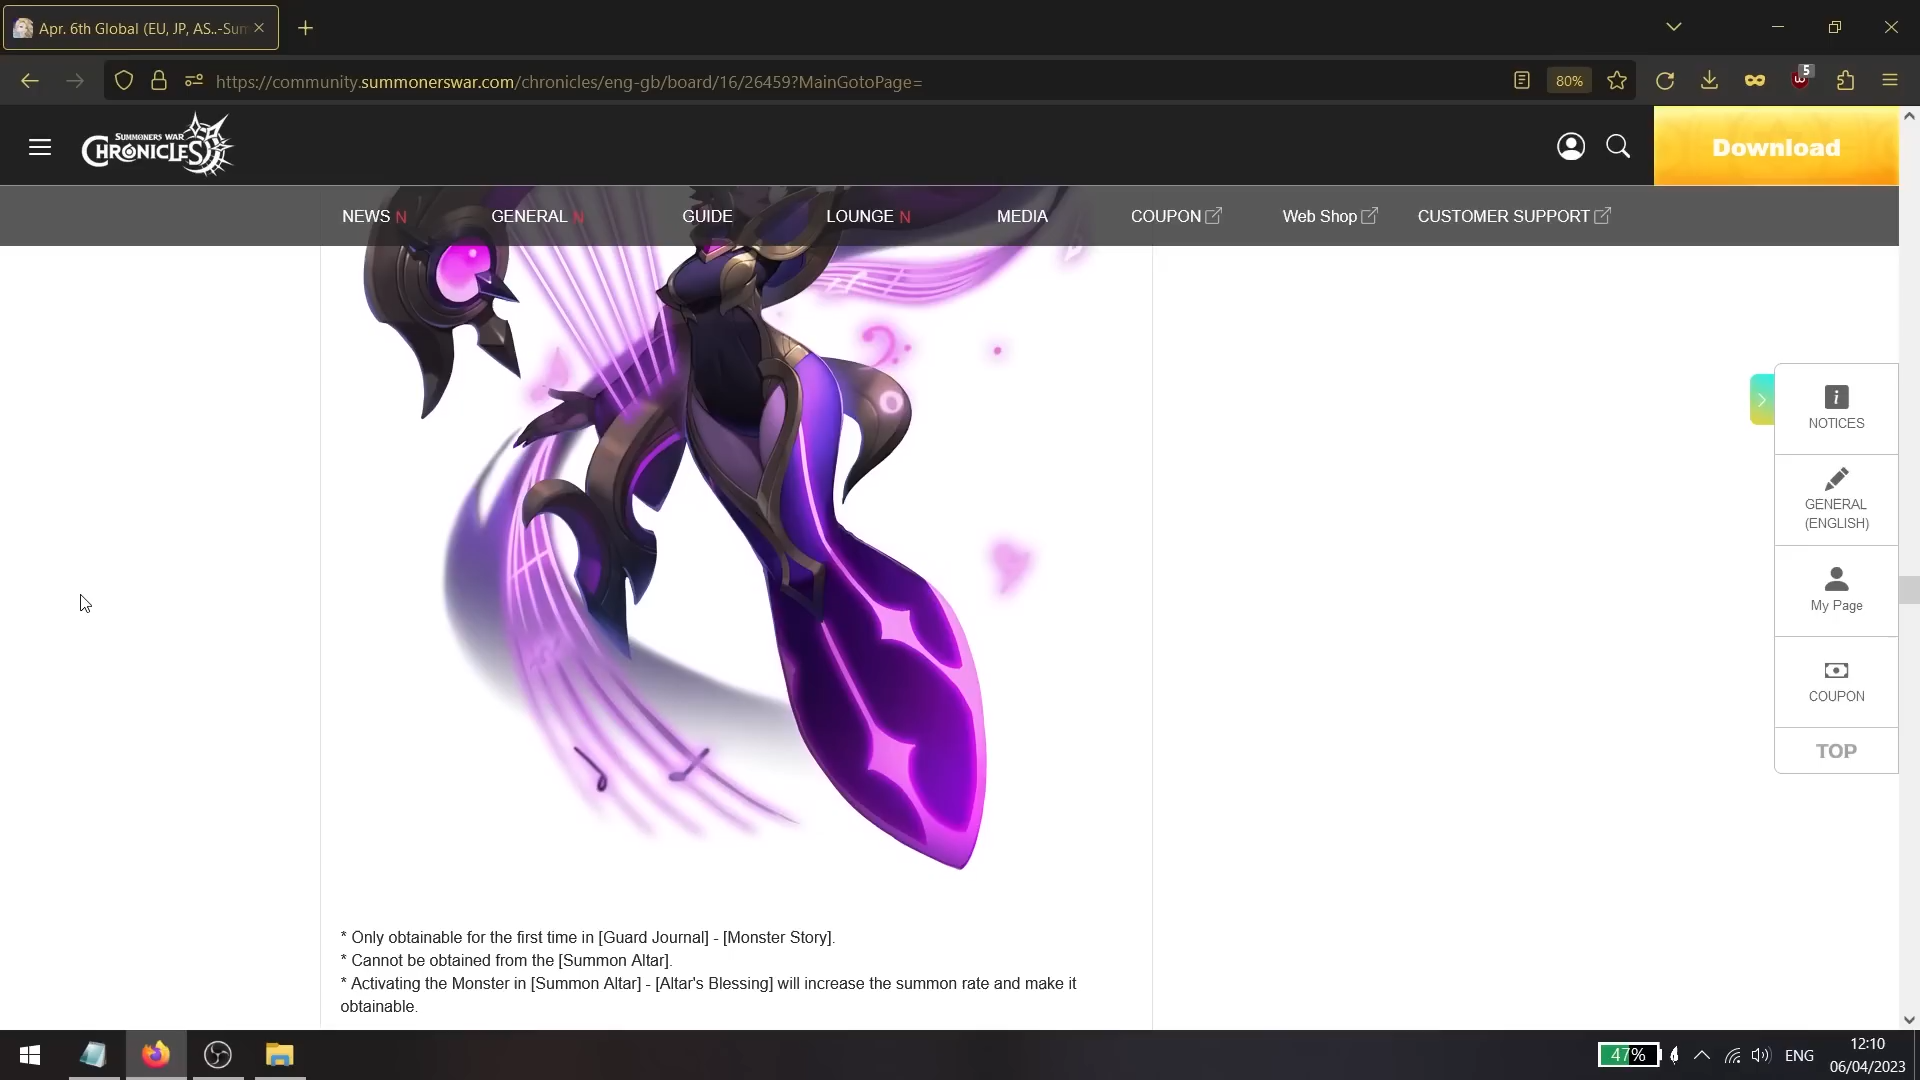 Apr. 6th Global (EU, JP, AS..-Sum
https://community.summonerswar.com/chronicles/eng-gb/board/16/26459?MainGotoPage=
80%
5
SUMMONERS WAR
CHRONICLES
Download
NEWS N
GENERAL N
GUIDE
LOUNGE N
MEDIA
COUPON
Web Shop
CUSTOMER SUPPORT
NOTICES
GENERAL
(ENGLISH)
My Page
COUPON
TOP
* Only obtainable for the first time in [Guard Journal] - [Monster Story].
* Cannot be obtained from the [Summon Altar].
* Activating the Monster in [Summon Altar] - [Altar's Blessing] will increase the summon rate and make it
obtainable.
47%
ENG
12:10
06/04/2023